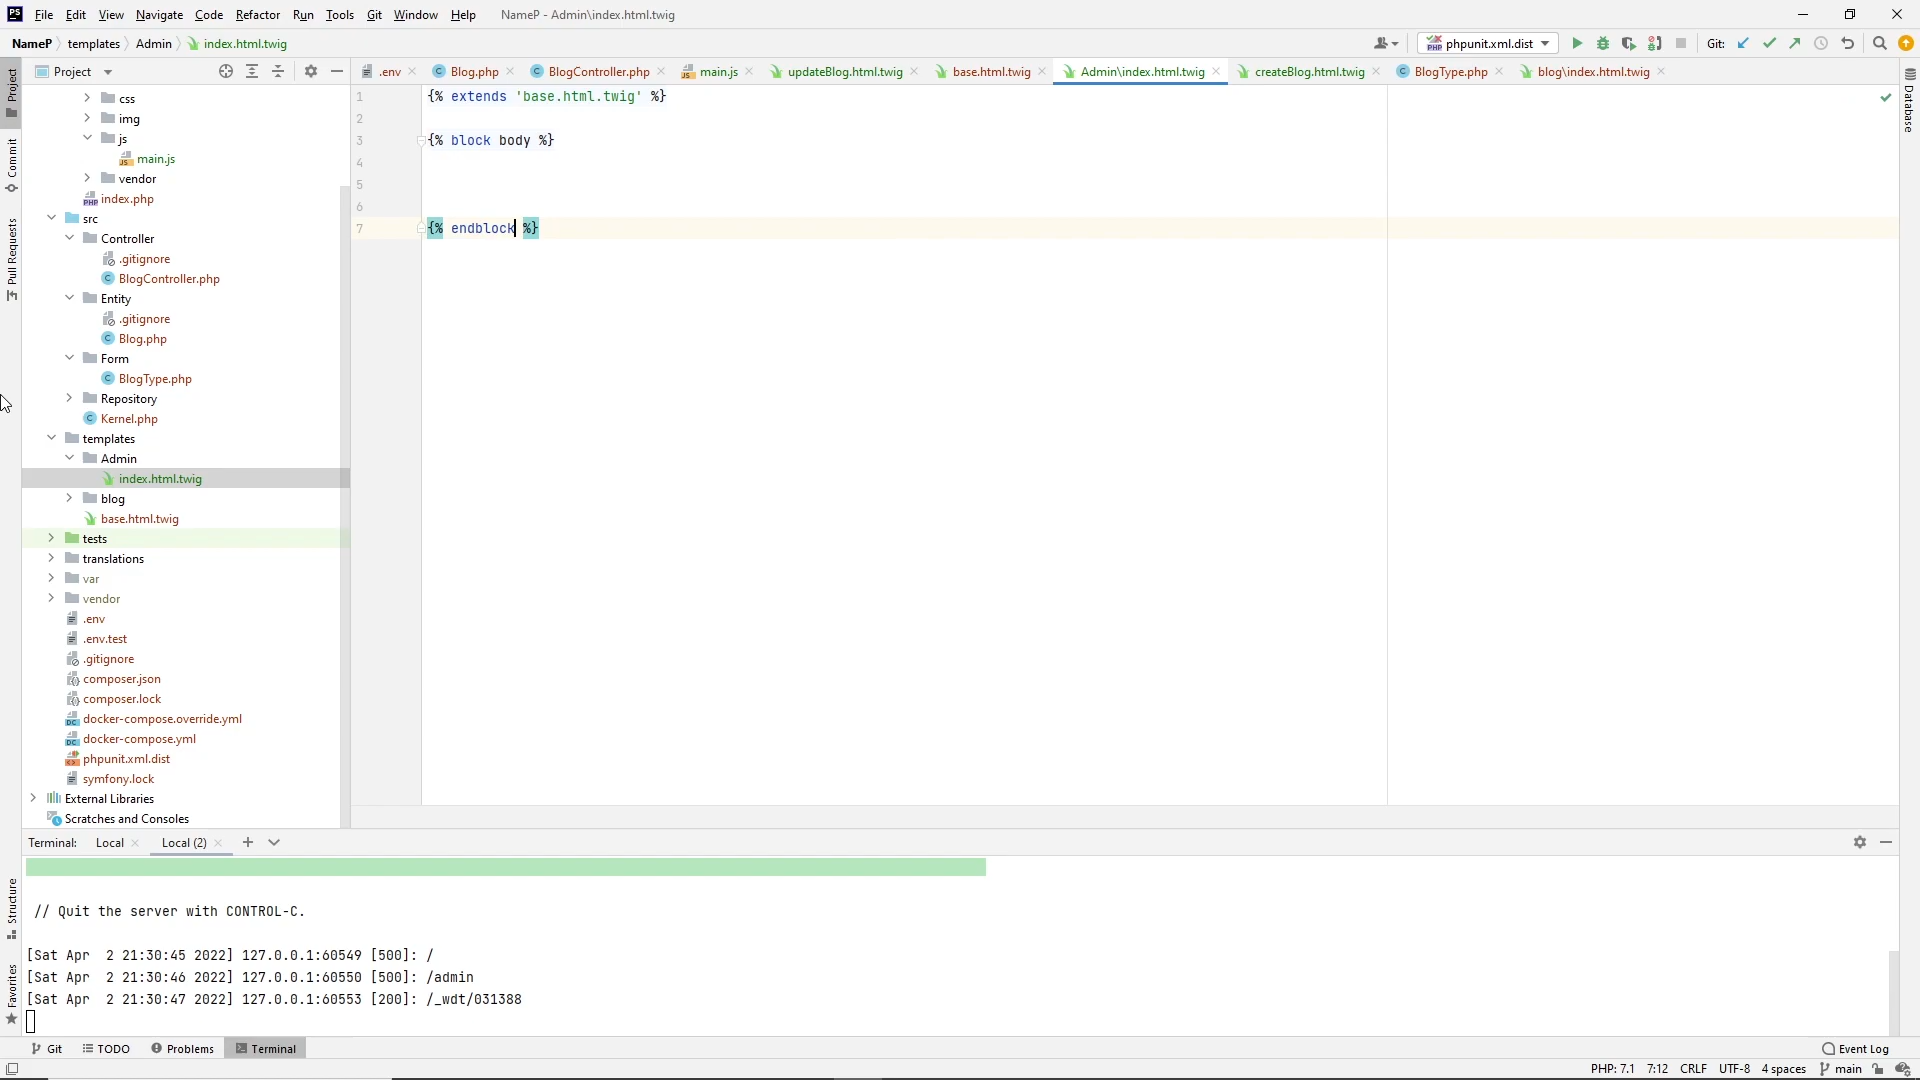 PS File Edit View Navigate Code Refactor Run Tools Git Window Help NameP - Admin\index.html.twig
NameP templates Admin index.html.twig phpunit.xml.dist Git:
Project .env Blog.php BlogController.php main.js updateBlog.html.twig base.html.twig Admin\index.html.twig createBlog.html.twig BlogType.php blog\index.html.twig
Project
Commit
Pull Requests
Structure
Favorites
css
img
js
main.js
vendor
index.php
src
Controller
.gitignore
BlogController.php
Entity
.gitignore
Blog.php
Form
BlogType.php
Repository
Kernel.php
templates
Admin
index.html.twig
blog
base.html.twig
tests
translations
var
vendor
.env
.env.test
.gitignore
composer.json
composer.lock
docker-compose.override.yml
docker-compose.yml
phpunit.xml.dist
symfony.lock
External Libraries
Scratches and Consoles
1 {% extends 'base.html.twig' %}
2
3 {% block body %}
4
5
6
7 {% endblock %}
Database
Terminal: Local Local (2)
// Quit the server with CONTROL-C.
[Sat Apr  2 21:30:45 2022] 127.0.0.1:60549 [500]: /
[Sat Apr  2 21:30:46 2022] 127.0.0.1:60550 [500]: /admin
[Sat Apr  2 21:30:47 2022] 127.0.0.1:60553 [200]: /_wdt/031388
Git TODO Problems Terminal Event Log
PHP: 7.1 7:12 CRLF UTF-8 4 spaces main